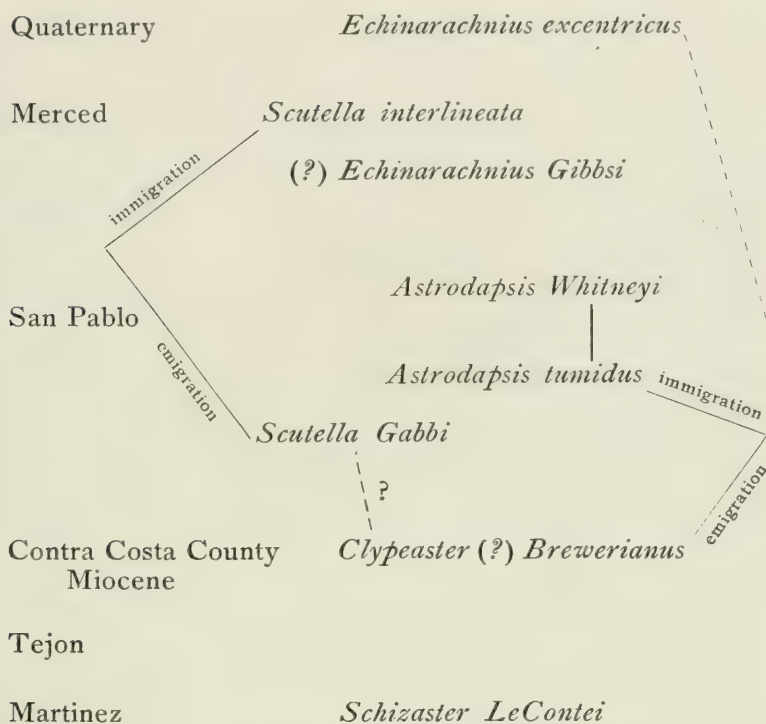 Quaternary Echinarachnius excentricus
Merced Scutella interlineata
immigration
(?) Echinarachnius Gibbsi
Astrodapsis Whitneyi
San Pablo
emigration
Astrodapsis tumidus immigration
Scutella Gabbi
?
emigration
Contra Costa County Clypeaster (?) Brewerianus
Miocene
Tejon
Martinez Schizaster LeContei